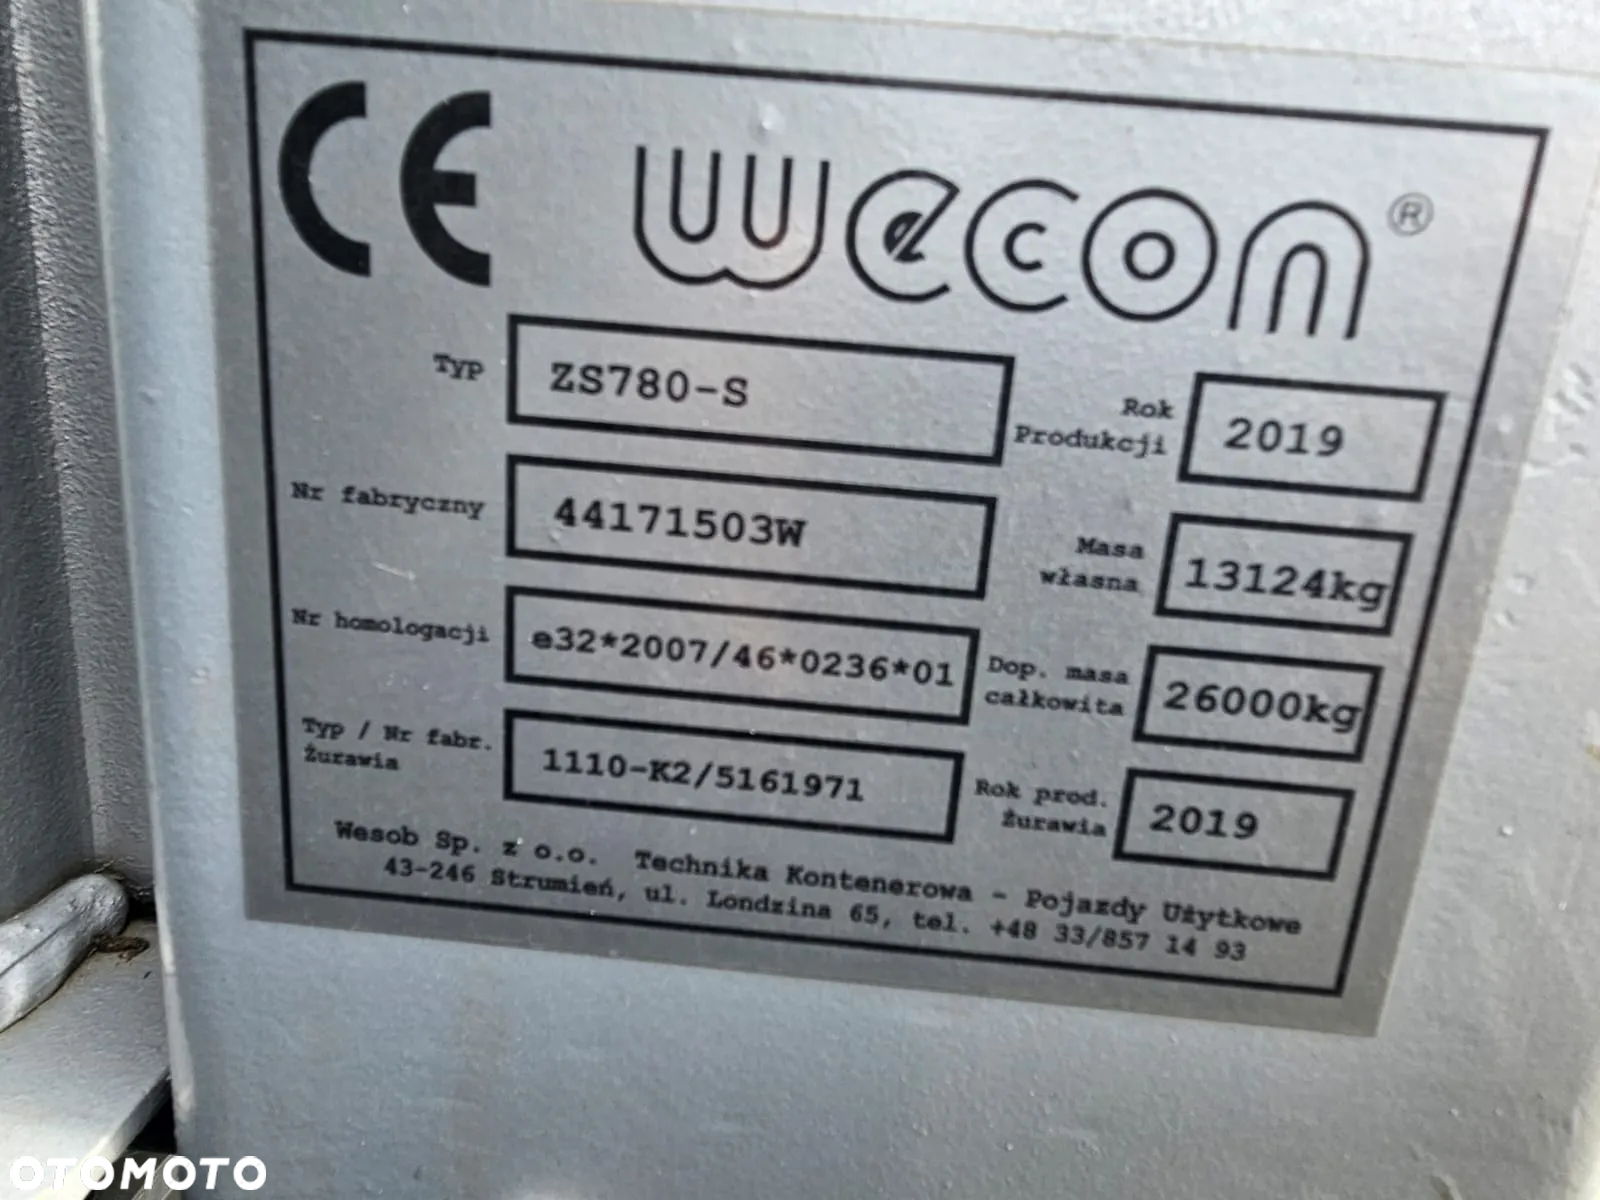 CE wecon ®
Typ ZS780-S Rok Produkcji 2019
Nr fabryczny 44171503W Masa własna 13124kg
Nr homologacji e32*2007/46*0236*01 Dop. masa całkowita 26000kg
Typ / Nr fabr. Żurawia 1110-K2/5161971 Rok prod. Żurawia 2019
Wesob Sp. z o.o. Technika Kontenerowa - Pojazdy Użytkowe
43-246 Strumień, ul. Londzina 65, tel. +48 33/857 14 93
OTOMOTO